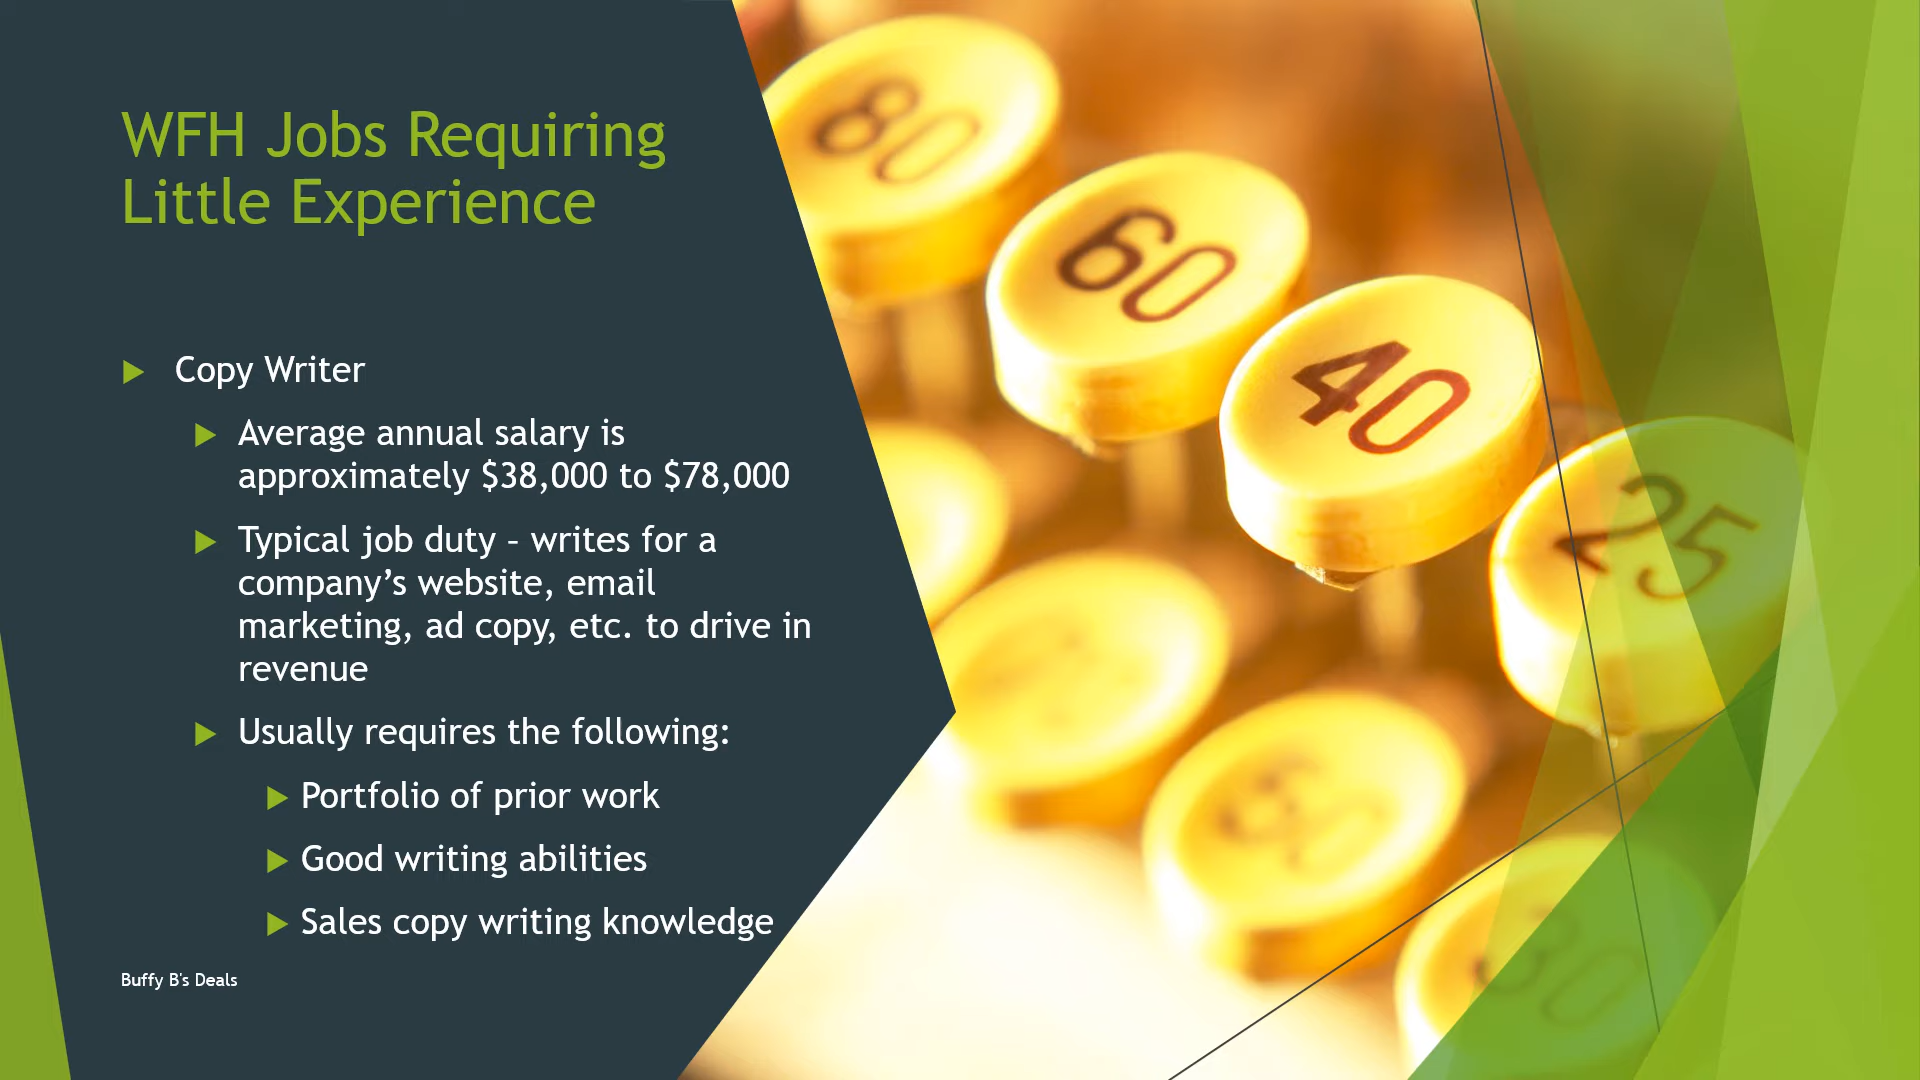 WFH Jobs Requiring
Little Experience
Copy Writer
Average annual salary is
approximately $38,000 to $78,000
Typical job duty – writes for a
company’s website, email
marketing, ad copy, etc. to drive in
revenue
Usually requires the following:
Portfolio of prior work
Good writing abilities
Sales copy writing knowledge
Buffy B's Deals
80
60
40
25
30